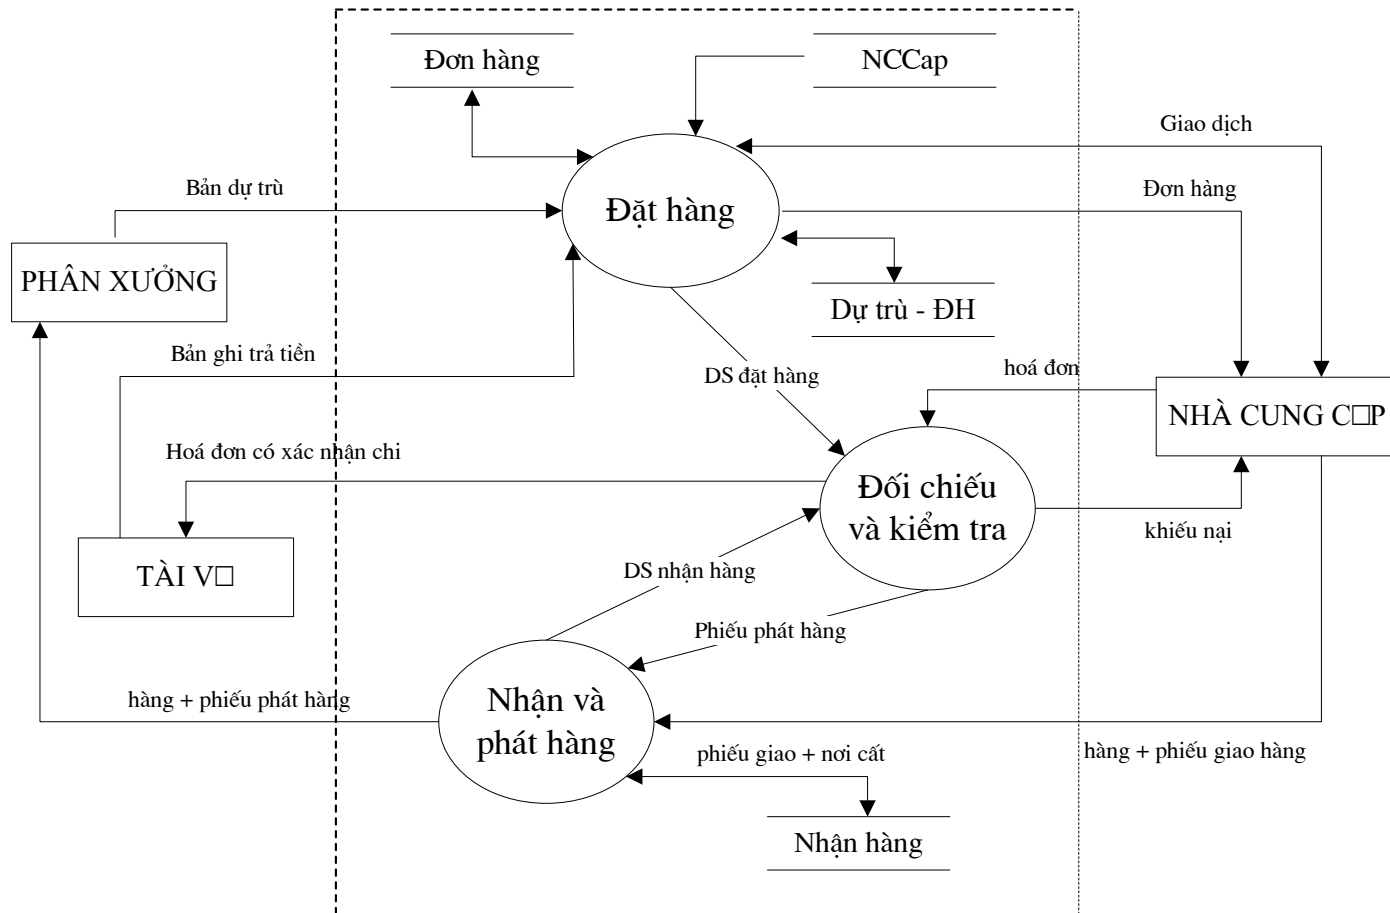 Đơn hàng
NCCap
Giao dịch
Bản dự trù
Đơn hàng
Đặt hàng
PHÂN XƯỞNG
Dự trù - ĐH
Bản ghi trả tiền
DS đặt hàng
hoá đơn
NHÀ CUNG C□P
Hoá đơn có xác nhận chi
Đối chiếu
và kiểm tra
khiếu nại
TÀI V□
DS nhận hàng
Phiếu phát hàng
hàng + phiếu phát hàng
Nhận và
phát hàng
phiếu giao + nơi cất
hàng + phiếu giao hàng
Nhận hàng